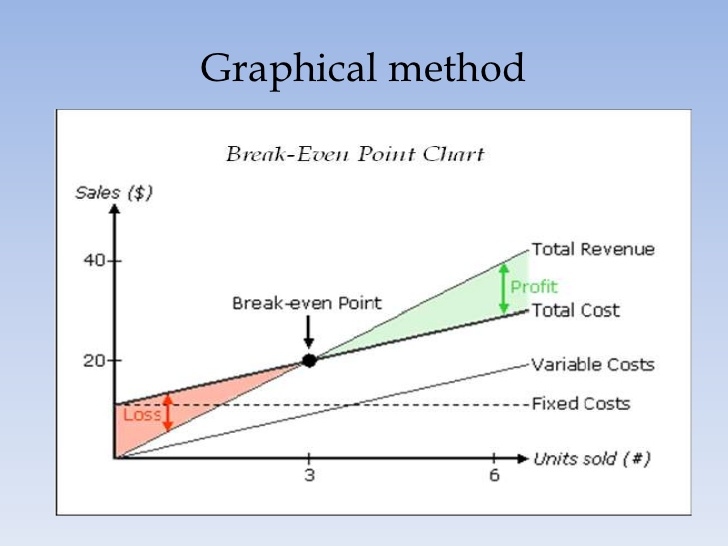 Graphical method
Break-Even Point Chart
Sales ($)
40
Total Revenue
Profit
Break-even Point
Total Cost
20
Variable Costs
Loss
Fixed Costs
Units sold (#)
3
6